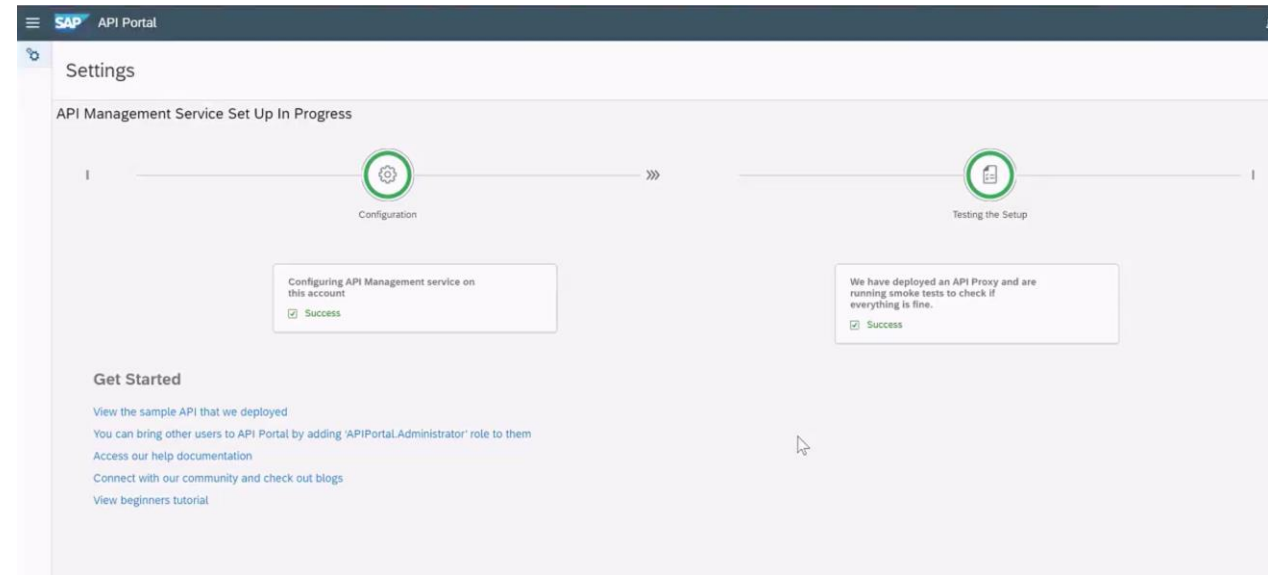 SAP API Portal
Settings
API Management Service Set Up In Progress
Configuration
Testing the Setup
Configuring API Management service on
this account
Success
We have deployed an API Proxy and are
running smoke tests to check if
everything is fine.
Success
Get Started
View the sample API that we deployed
You can bring other users to API Portal by adding 'APIPortal.Administrator' role to them
Access our help documentation
Connect with our community and check out blogs
View beginners tutorial